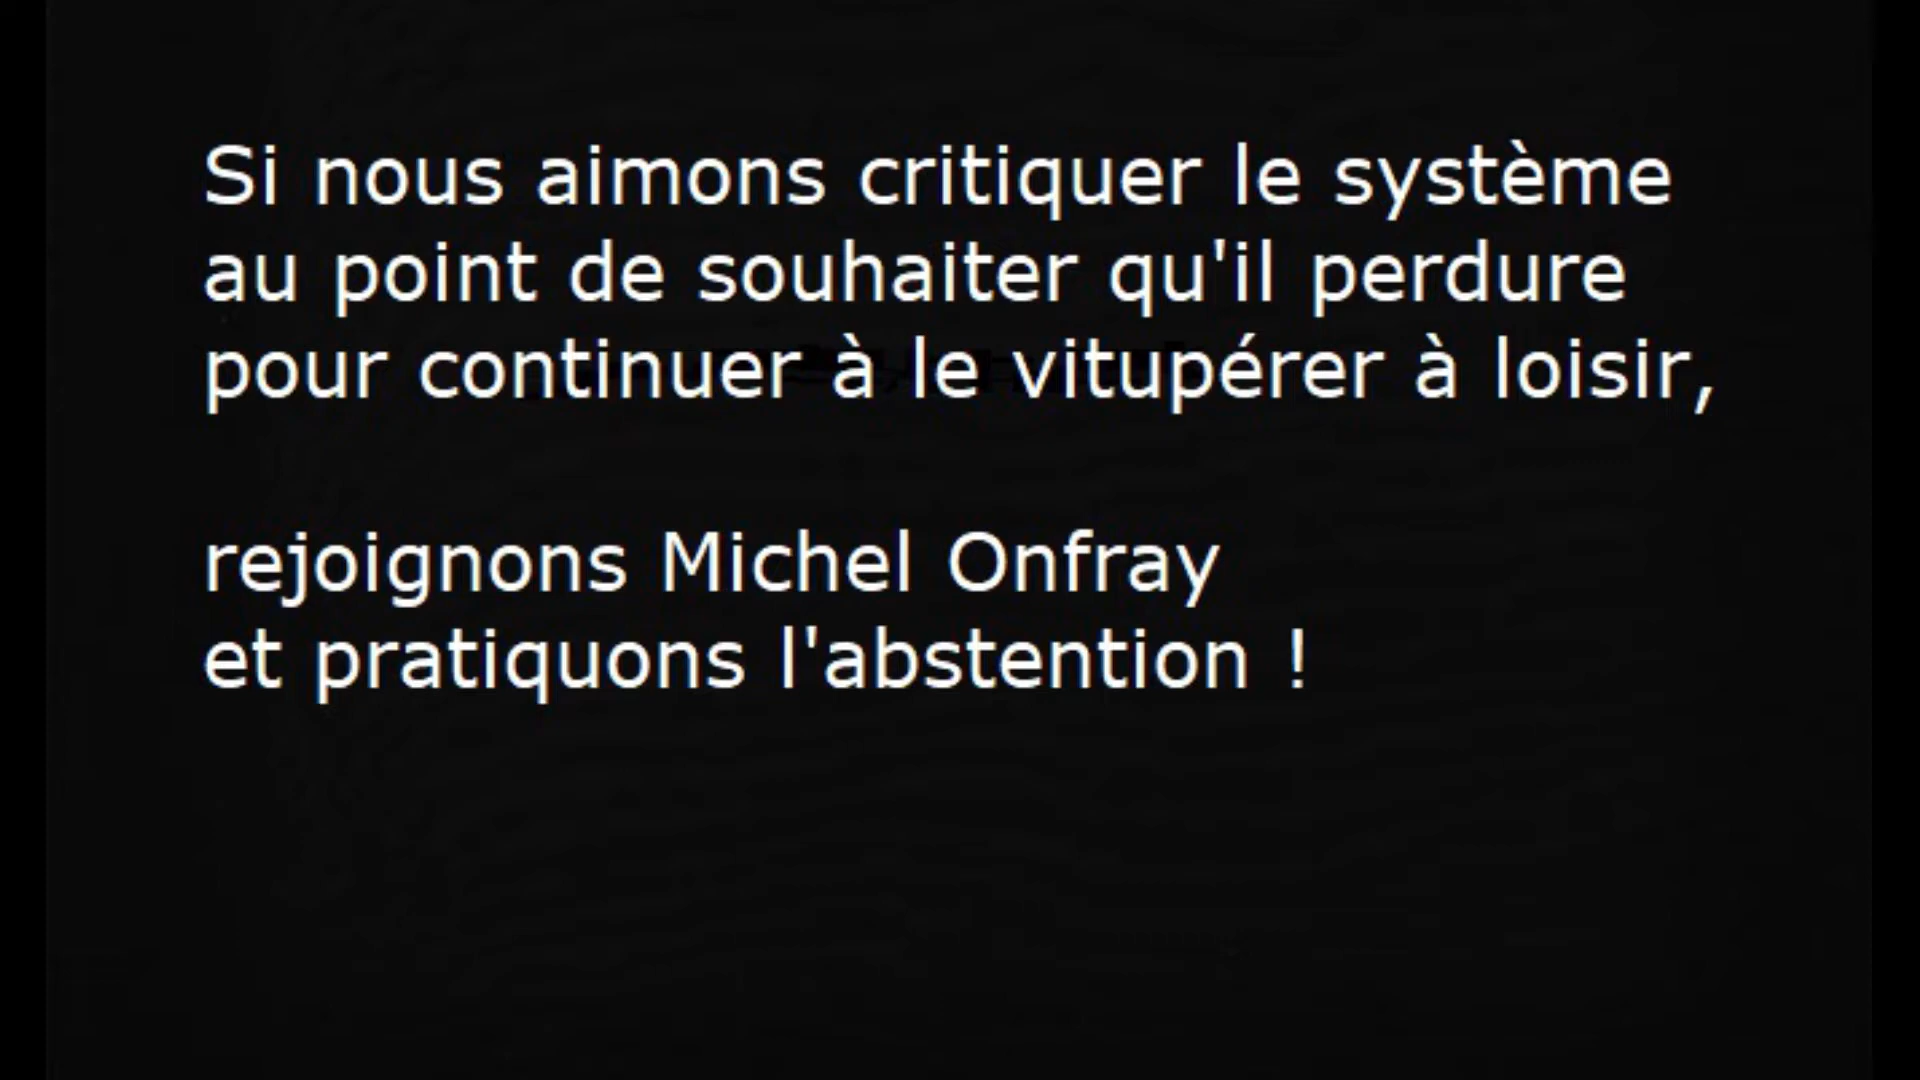 Si nous aimons critiquer le système
au point de souhaiter qu'il perdure
pour continuer à le vitupérer à loisir,
rejoignons Michel Onfray
et pratiquons l'abstention !